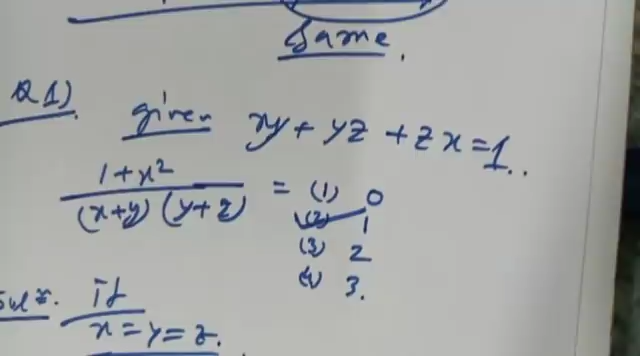 Same.
Q1). given xy + yz + zx = 1..
1+x²
(x+y) (y+z)
= (1) 0
(2) 1
(3) 2
(4) 3.
If
x = y = z.